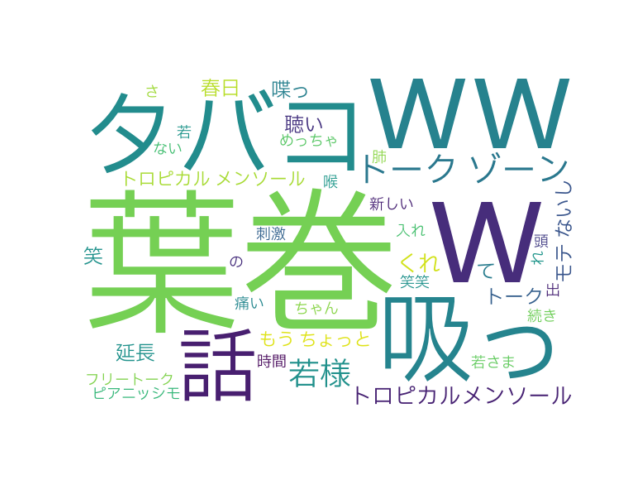 タバコ
ww
葉巻
w
吸っ
話
さ
春日
喋っ
若
ない
聴い
めっちゃ
トーク ゾーン
トロピカル メンソール
喉
肺
新しい
モテ ないし
笑
刺激
の
入れ
頭
れ
くれ
て
痛い
ちゃん
笑笑
トーク
出
延長
もう ちょっと
時間
若様
続き
若さま
フリートーク
ピアニッシモ
トロピカルメンソール